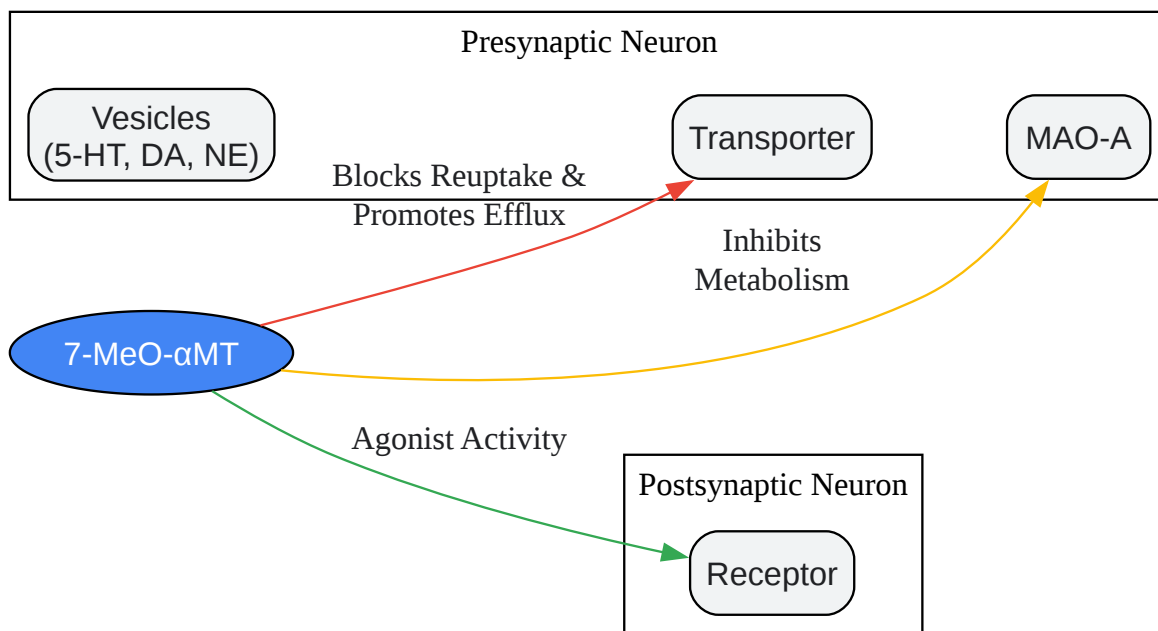 Presynaptic Neuron
Vesicles
(5-HT, DA, NE)
Transporter
MAO-A
Blocks Reuptake &
Promotes Efflux
Inhibits
Metabolism
7-MeO-αMT
Agonist Activity
Postsynaptic Neuron
Receptor